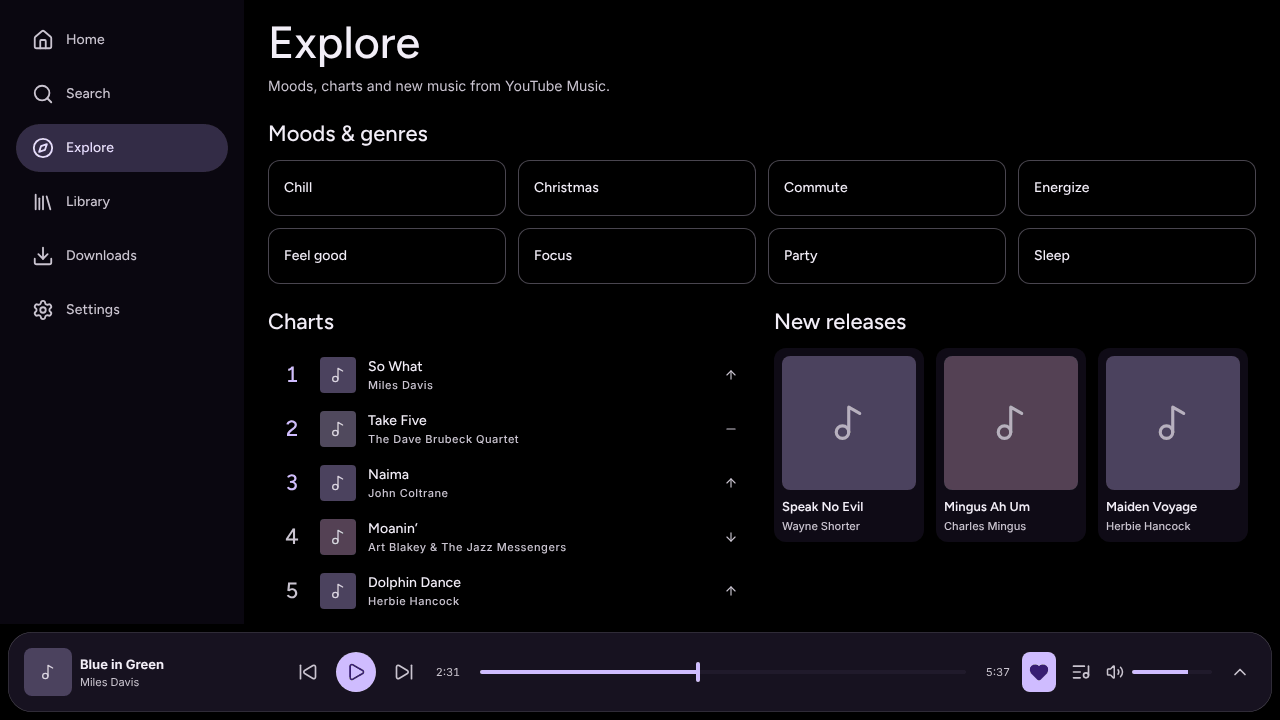 Home
Search
Explore
Library
Downloads
Settings
Explore
Moods, charts and new music from YouTube Music.
Moods & genres
Chill
Christmas
Commute
Energize
Feel good
Focus
Party
Sleep
Charts
1
So What
Miles Davis
2
Take Five
The Dave Brubeck Quartet
3
Naima
John Coltrane
4
Moanin’
Art Blakey & The Jazz Messengers
5
Dolphin Dance
Herbie Hancock
New releases
Speak No Evil
Wayne Shorter
Mingus Ah Um
Charles Mingus
Maiden Voyage
Herbie Hancock
Blue in Green
Miles Davis
2:31
5:37